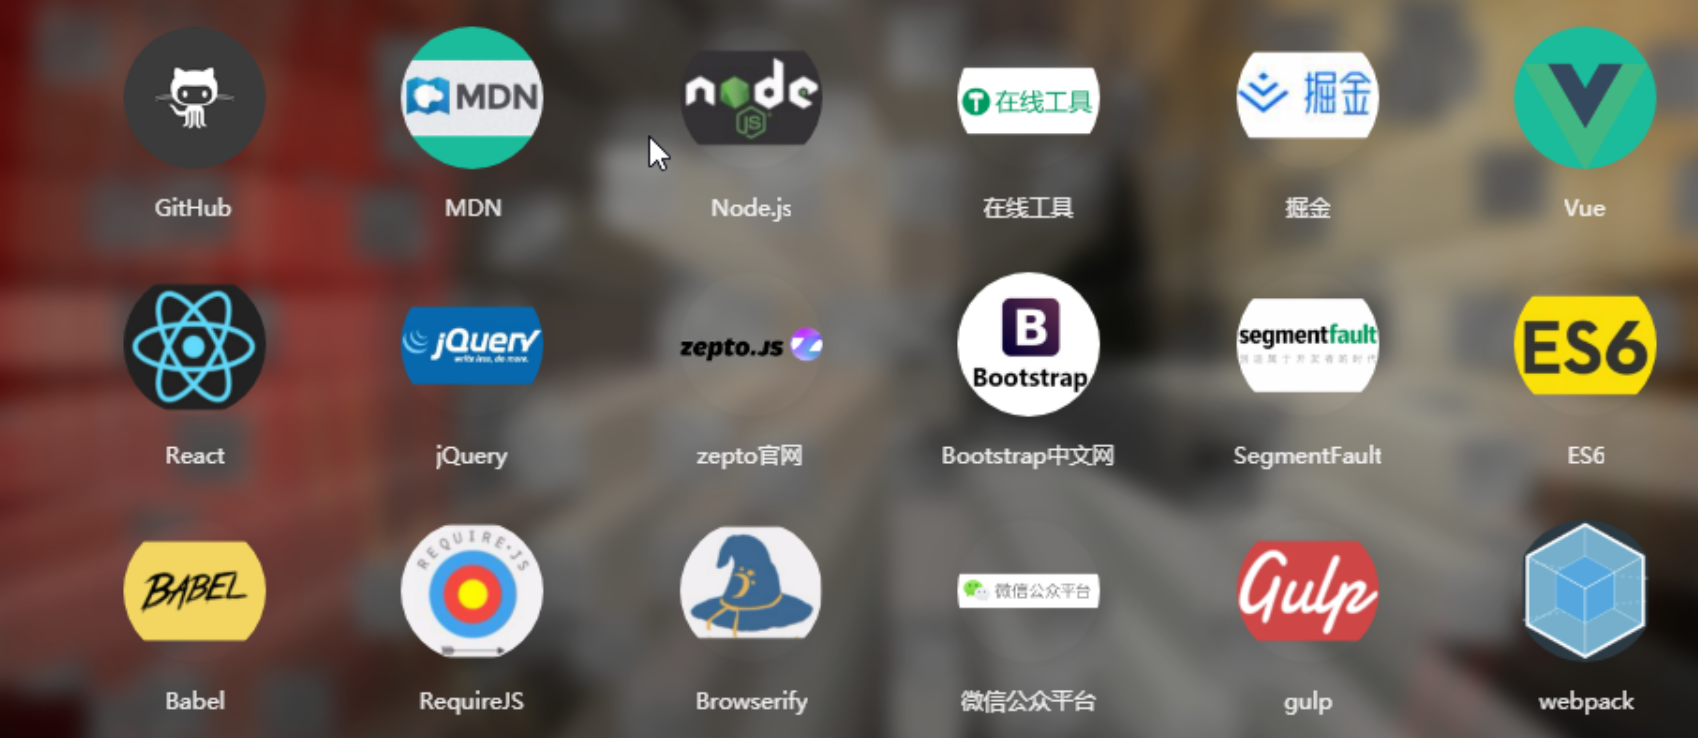 MDN
node
JS
T 在线工具
掘金
GitHub
MDN
Node.js
在线工具
掘金
Vue
jQuery
write less, do more.
zepto.js
B
Bootstrap
segmentfault
ES6
React
jQuery
zepto官网
Bootstrap中文网
SegmentFault
ES6
BABEL
REQUIRE·JS
微信公众平台
Gulp
Babel
RequireJS
Browserify
微信公众平台
gulp
webpack